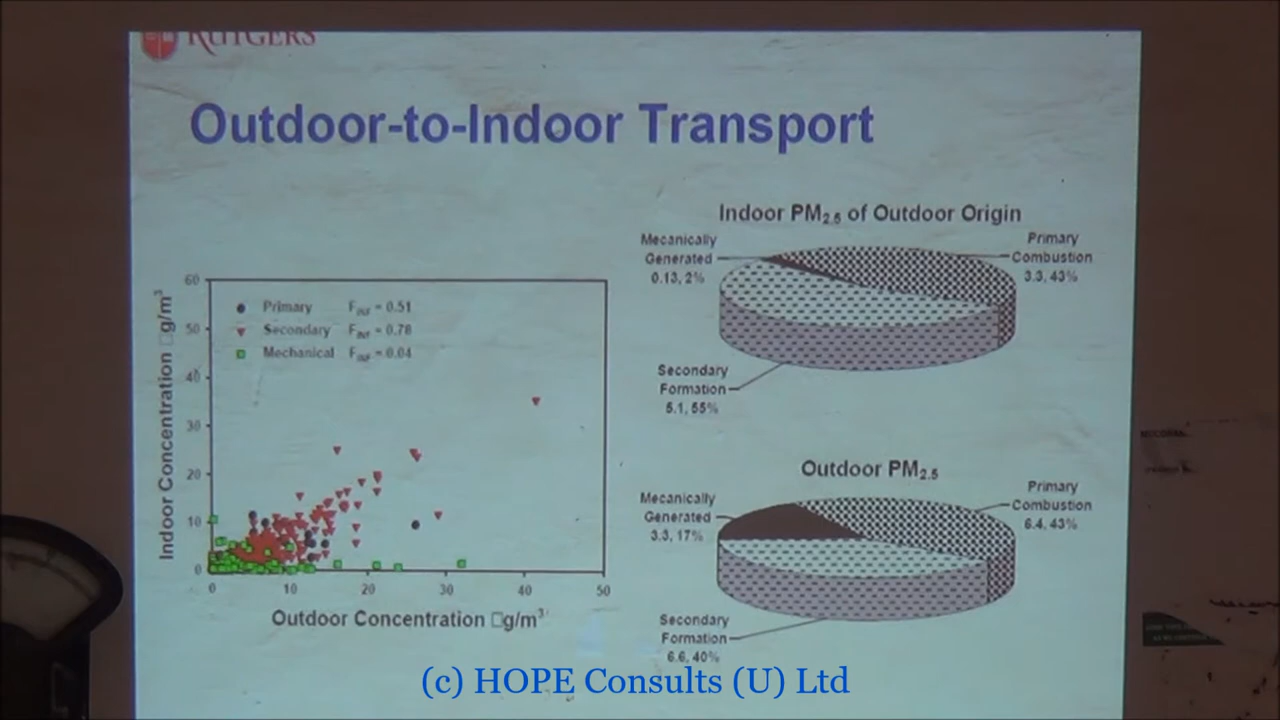 RUTGERS
Outdoor-to-Indoor Transport
Indoor PM2.5 of Outdoor Origin
Mecanically
Generated
0.13, 2%
Primary
Combustion
3.3, 43%
Secondary
Formation
5.1, 55%
60
50
40
30
20
10
0
Indoor Concentration □g/m³
Primary FINF = 0.51
Secondary FINF = 0.78
Mechanical FINF = 0.04
0 10 20 30 40 50
Outdoor Concentration □g/m³
Outdoor PM2.5
Mecanically
Generated
3.3, 17%
Primary
Combustion
6.4, 43%
Secondary
Formation
6.6, 40%
(c) HOPE Consults (U) Ltd